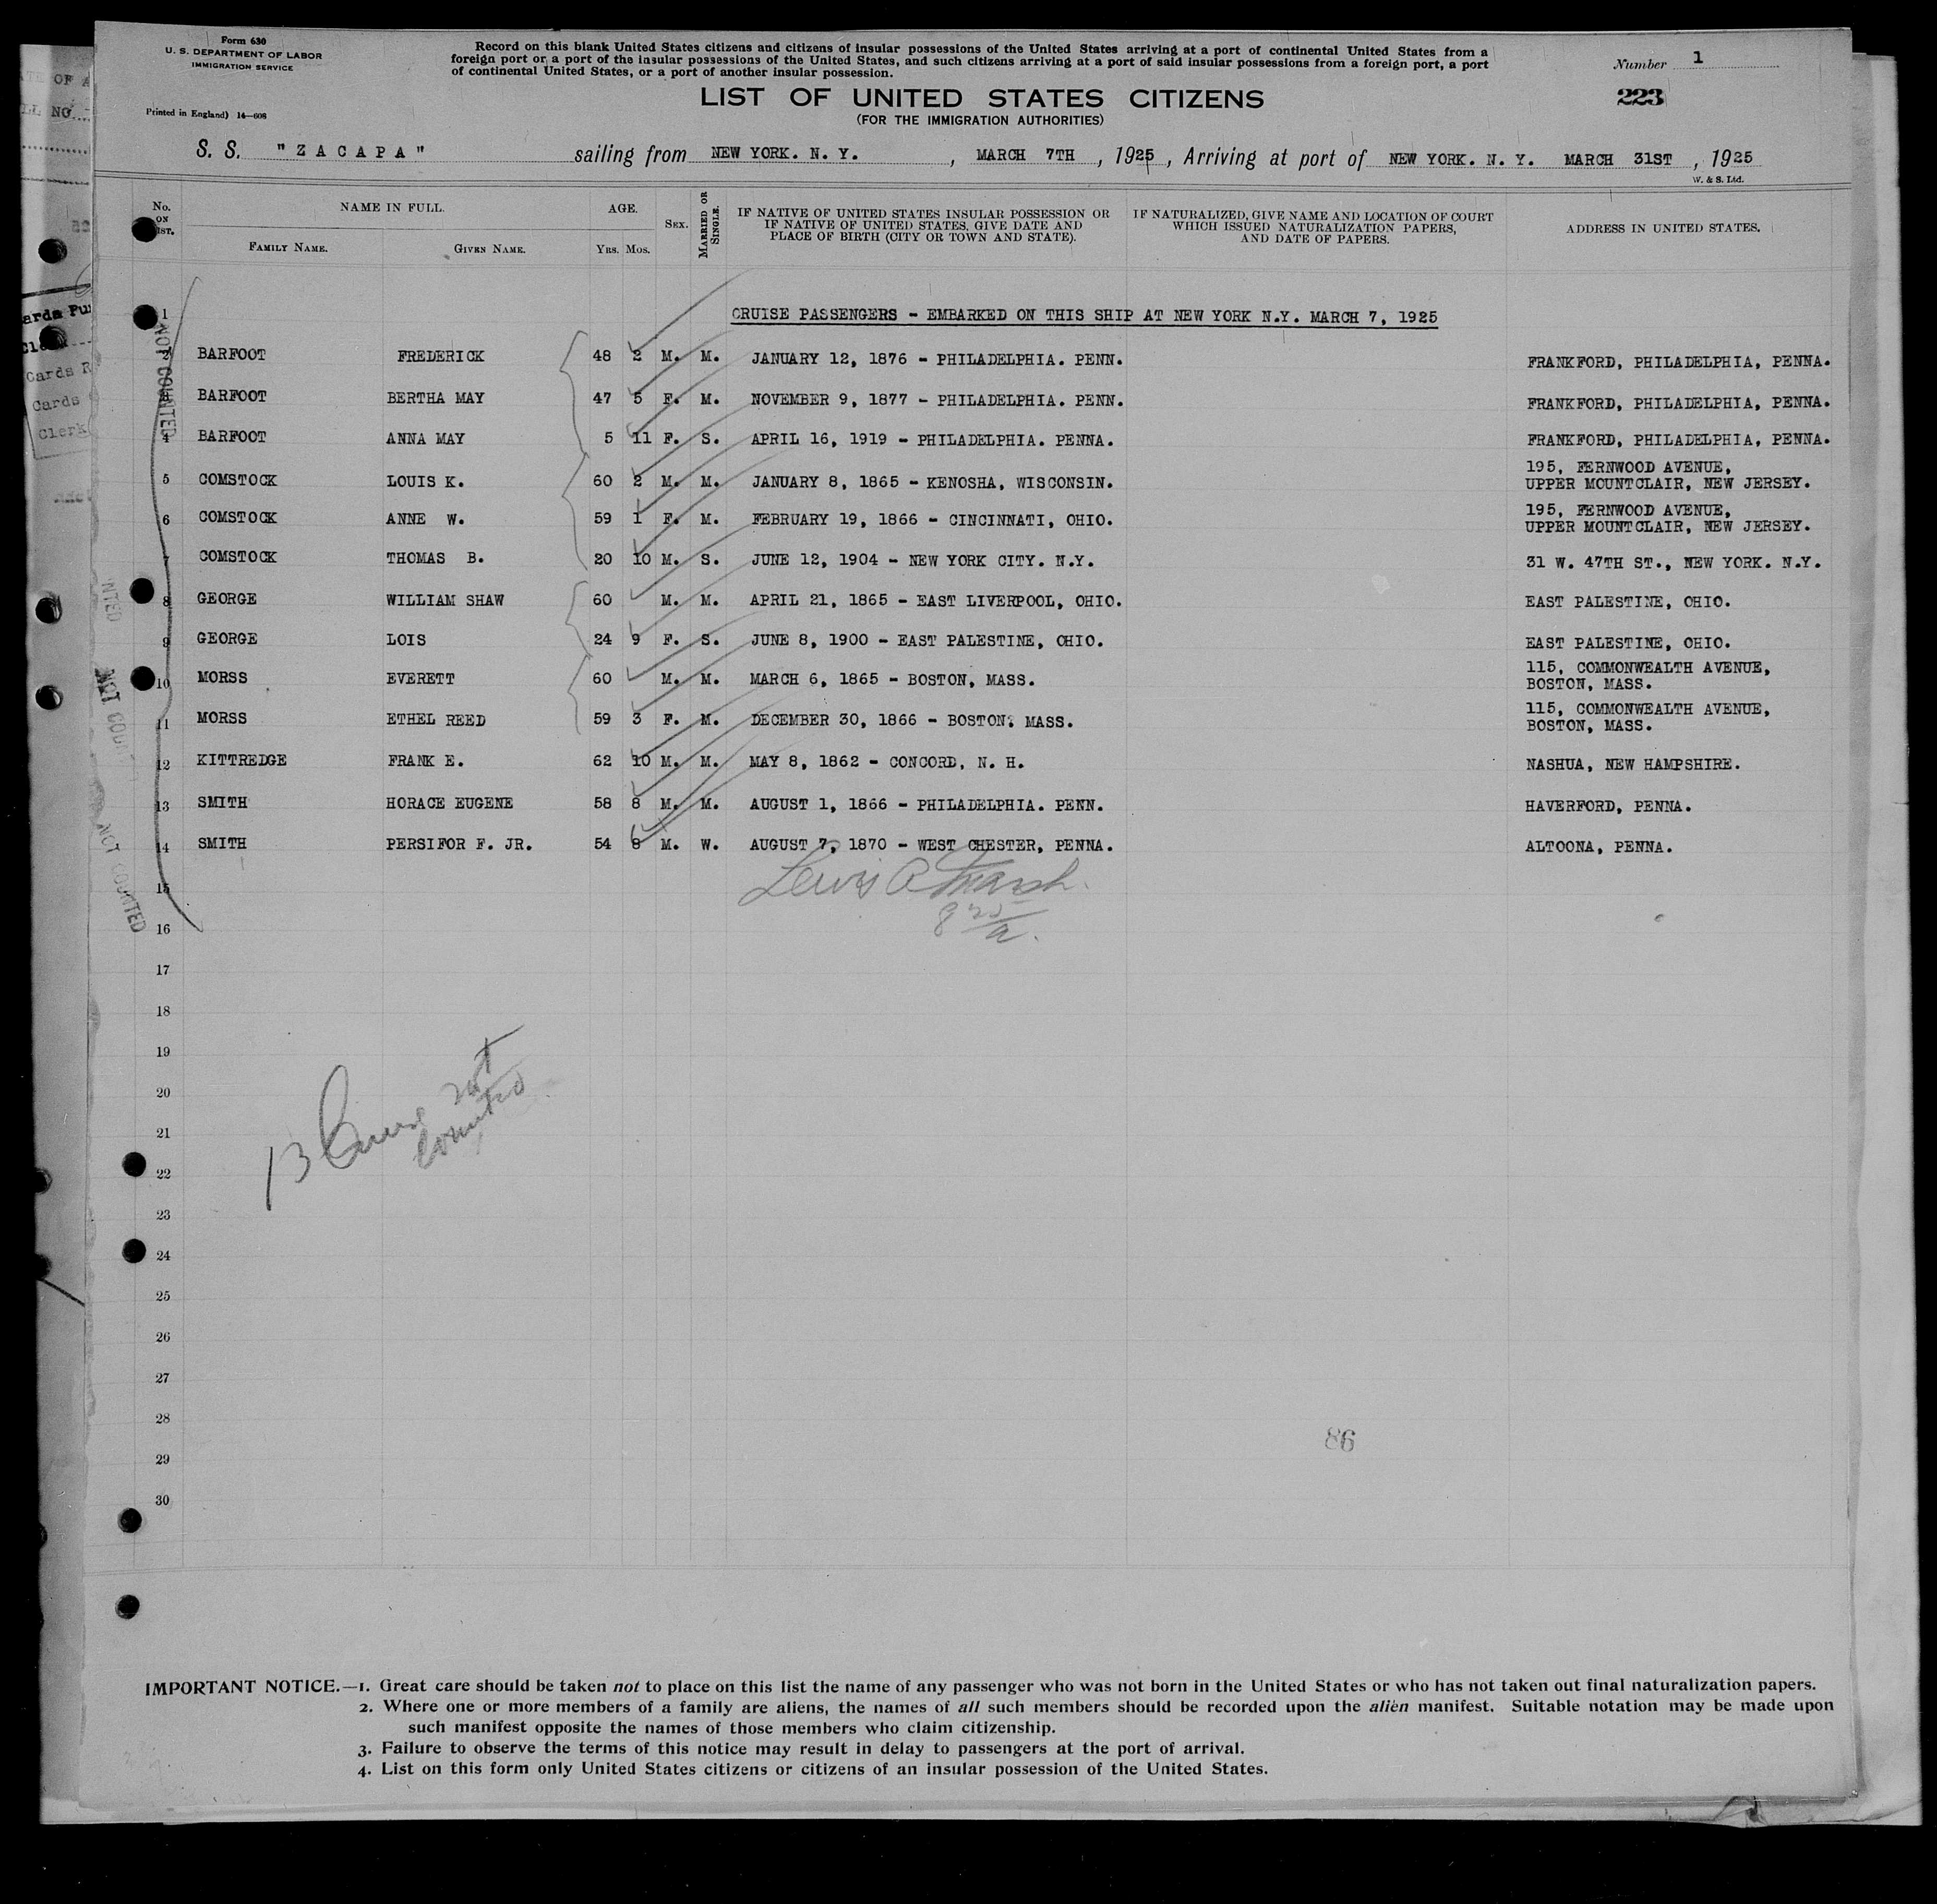 Form 630
U. S. DEPARTMENT OF LABOR
IMMIGRATION SERVICE
Printed in England) 14—608
Record on this blank United States citizens and citizens of insular possessions of the United States arriving at a port of continental United States from a
foreign port or a port of the insular possessions of the United States, and such citizens arriving at a port of said insular possessions from a foreign port, a port
of continental United States, or a port of another insular possession.
Number 1
223
LIST OF UNITED STATES CITIZENS
(FOR THE IMMIGRATION AUTHORITIES)
S. S. "ZACAPA" sailing from NEW YORK. N. Y. , MARCH 7TH , 1925 , Arriving at port of NEW YORK. N. Y. MARCH 31ST , 1925
W. & S. Ltd.
No. ON LIST. NAME IN FULL. FAMILY NAME. GIVEN NAME. AGE. YRS. MOS. SEX. MARRIED OR SINGLE. IF NATIVE OF UNITED STATES INSULAR POSSESSION OR IF NATIVE OF UNITED STATES, GIVE DATE AND PLACE OF BIRTH (CITY OR TOWN AND STATE). IF NATURALIZED, GIVE NAME AND LOCATION OF COURT WHICH ISSUED NATURALIZATION PAPERS, AND DATE OF PAPERS. ADDRESS IN UNITED STATES.
1 CRUISE PASSENGERS - EMBARKED ON THIS SHIP AT NEW YORK N.Y. MARCH 7, 1925
2 BARFOOT FREDERICK 48 2 M. M. JANUARY 12, 1876 - PHILADELPHIA. PENN. FRANKFORD, PHILADELPHIA, PENNA.
3 BARFOOT BERTHA MAY 47 5 F. M. NOVEMBER 9, 1877 - PHILADELPHIA. PENN. FRANKFORD, PHILADELPHIA, PENNA.
4 BARFOOT ANNA MAY 5 11 F. S. APRIL 16, 1919 - PHILADELPHIA. PENNA. FRANKFORD, PHILADELPHIA, PENNA.
5 COMSTOCK LOUIS K. 60 2 M. M. JANUARY 8, 1865 - KENOSHA, WISCONSIN. 195, FERNWOOD AVENUE, UPPER MOUNTCLAIR, NEW JERSEY.
6 COMSTOCK ANNE W. 59 1 F. M. FEBRUARY 19, 1866 - CINCINNATI, OHIO. 195, FERNWOOD AVENUE, UPPER MOUNTCLAIR, NEW JERSEY.
7 COMSTOCK THOMAS B. 20 10 M. S. JUNE 12, 1904 - NEW YORK CITY. N.Y. 31 W. 47TH ST., NEW YORK. N.Y.
8 GEORGE WILLIAM SHAW 60 M. M. APRIL 21, 1865 - EAST LIVERPOOL, OHIO. EAST PALESTINE, OHIO.
9 GEORGE LOIS 24 9 F. S. JUNE 8, 1900 - EAST PALESTINE, OHIO. EAST PALESTINE, OHIO.
10 MORSS EVERETT 60 M. M. MARCH 6, 1865 - BOSTON, MASS. 115, COMMONWEALTH AVENUE, BOSTON, MASS.
11 MORSS ETHEL REED 59 3 F. M. DECEMBER 30, 1866 - BOSTON. MASS. 115, COMMONWEALTH AVENUE, BOSTON, MASS.
12 KITTREDGE FRANK E. 62 10 M. M. MAY 8, 1862 - CONCORD, N. H. NASHUA, NEW HAMPSHIRE.
13 SMITH HORACE EUGENE 58 8 M. M. AUGUST 1, 1866 - PHILADELPHIA. PENN. HAVERFORD, PENNA.
14 SMITH PERSIFOR F. JR. 54 8 M. W. AUGUST 7, 1870 - WEST CHESTER, PENNA. ALTOONA, PENNA.
15
16
17
18
19
20
21
22
23
24
25
26
27
28
29
30
NOT COUNTED
NOT COUNTED
13
not
counted
86
IMPORTANT NOTICE.—1. Great care should be taken not to place on this list the name of any passenger who was not born in the United States or who has not taken out final naturalization papers.
2. Where one or more members of a family are aliens, the names of all such members should be recorded upon the alien manifest. Suitable notation may be made upon
such manifest opposite the names of those members who claim citizenship.
3. Failure to observe the terms of this notice may result in delay to passengers at the port of arrival.
4. List on this form only United States citizens or citizens of an insular possession of the United States.